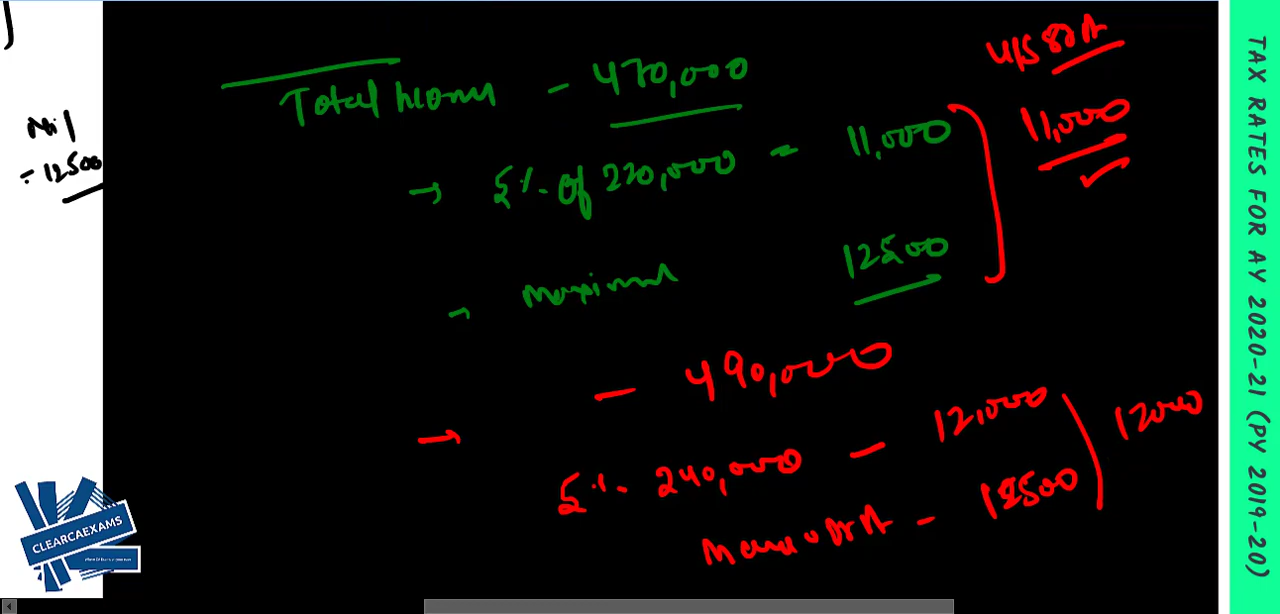 Nil
= 12500
Total Income - 470,000
→ 5% of 220,000 - 11,000
→ maximum 12500
U/S 87A
11,000
→ - 490,000
5% 240,000 - 12,000
12000
- 12500
CLEARCAEXAMS
TAX RATES FOR AY 2020-21 (PY 2019-20)